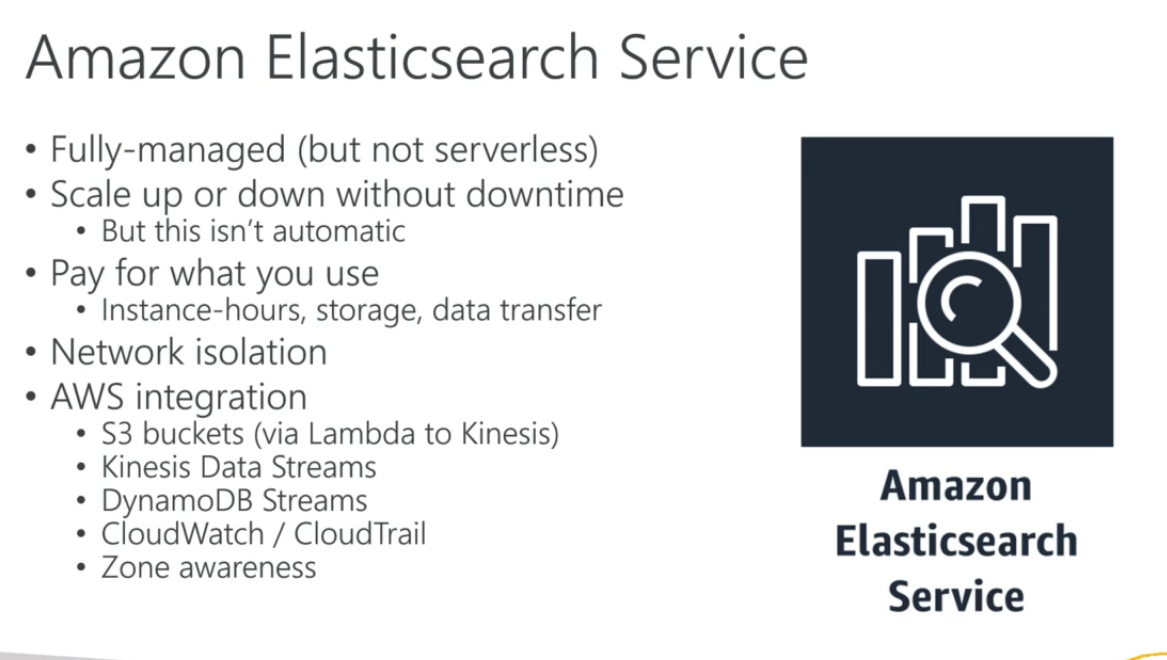 Amazon Elasticsearch Service
• Fully-managed (but not serverless)
• Scale up or down without downtime
• But this isn't automatic
• Pay for what you use
• Instance-hours, storage, data transfer
• Network isolation
• AWS integration
• S3 buckets (via Lambda to Kinesis)
• Kinesis Data Streams
• DynamoDB Streams
• CloudWatch / CloudTrail
• Zone awareness
Amazon
Elasticsearch
Service